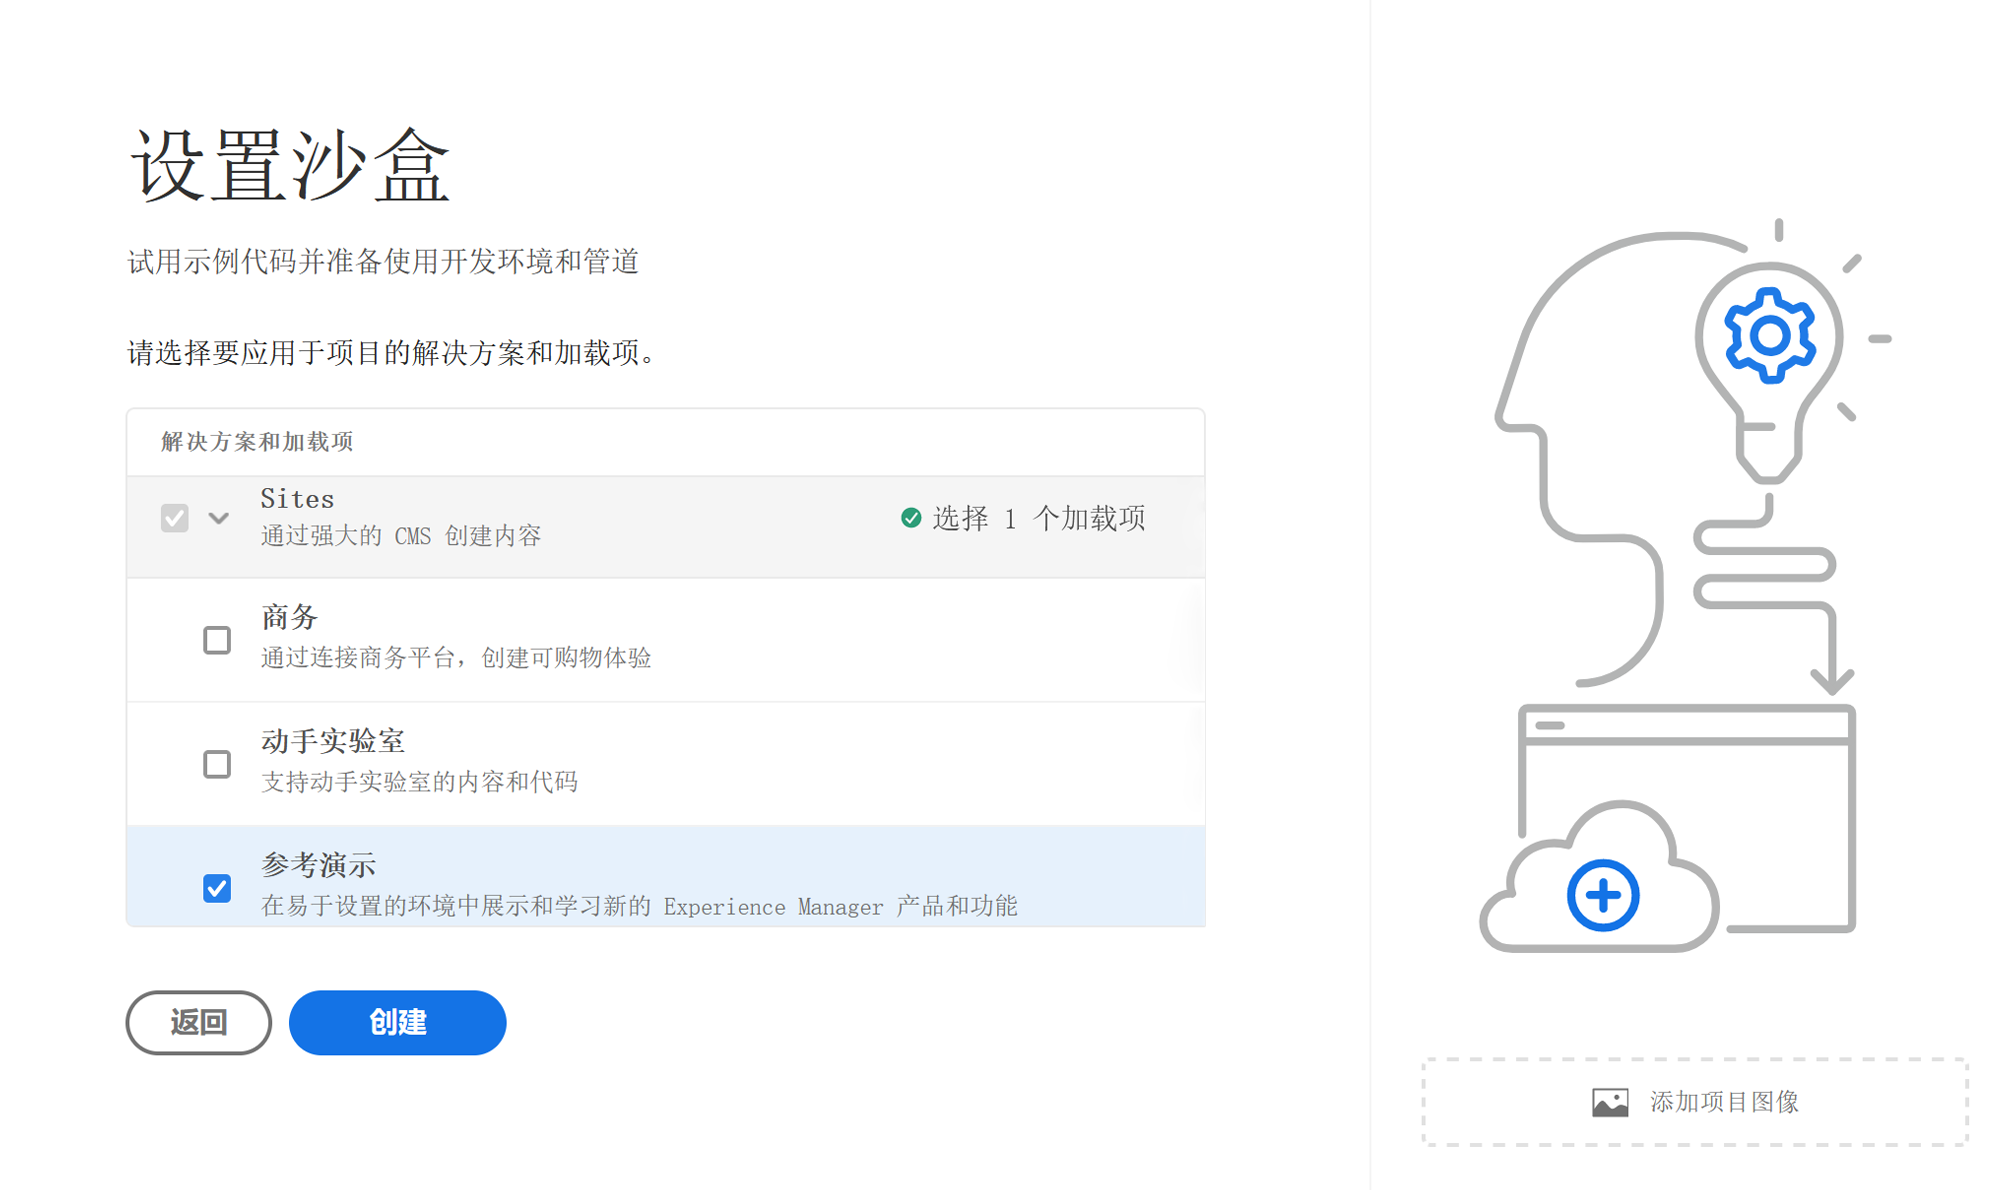 设置沙盒
试用示例代码并准备使用开发环境和管道
请选择要应用于项目的解决方案和加载项。
解决方案和加载项
Sites
通过强大的 CMS 创建内容
选择 1 个加载项
商务
通过连接商务平台，创建可购物体验
动手实验室
支持动手实验室的内容和代码
参考演示
在易于设置的环境中展示和学习新的 Experience Manager 产品和功能
返回
创建
添加项目图像